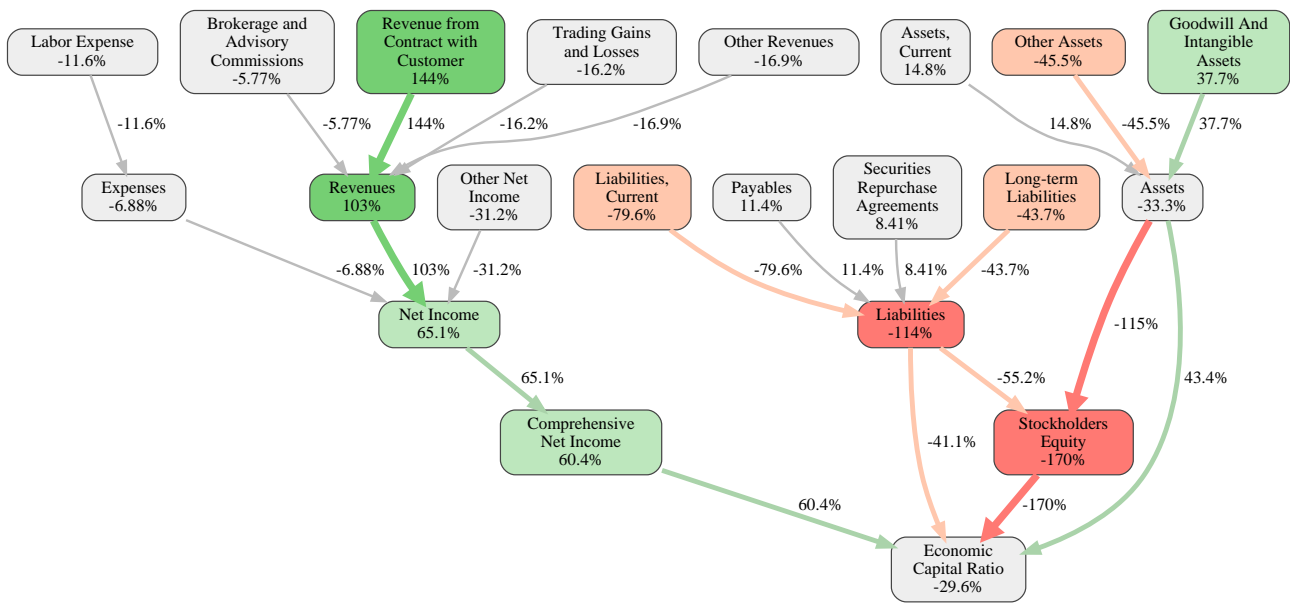 Labor Expense
-11.6%
Brokerage and
Advisory
Commissions
-5.77%
Revenue from
Contract with
Customer
144%
Trading Gains
and Losses
-16.2%
Other Revenues
-16.9%
Assets,
Current
14.8%
Other Assets
-45.5%
Goodwill And
Intangible
Assets
37.7%
-11.6%
-5.77%
144%
-16.2%
-16.9%
14.8%
-45.5%
37.7%
Expenses
-6.88%
Revenues
103%
Other Net
Income
-31.2%
Liabilities,
Current
-79.6%
Payables
11.4%
Securities
Repurchase
Agreements
8.41%
Long-term
Liabilities
-43.7%
Assets
-33.3%
-6.88%
103%
-31.2%
-79.6%
11.4%
8.41%
-43.7%
Net Income
65.1%
Liabilities
-114%
-115%
65.1%
-55.2%
43.4%
Comprehensive
Net Income
60.4%
-41.1%
Stockholders
Equity
-170%
60.4%
-170%
Economic
Capital Ratio
-29.6%